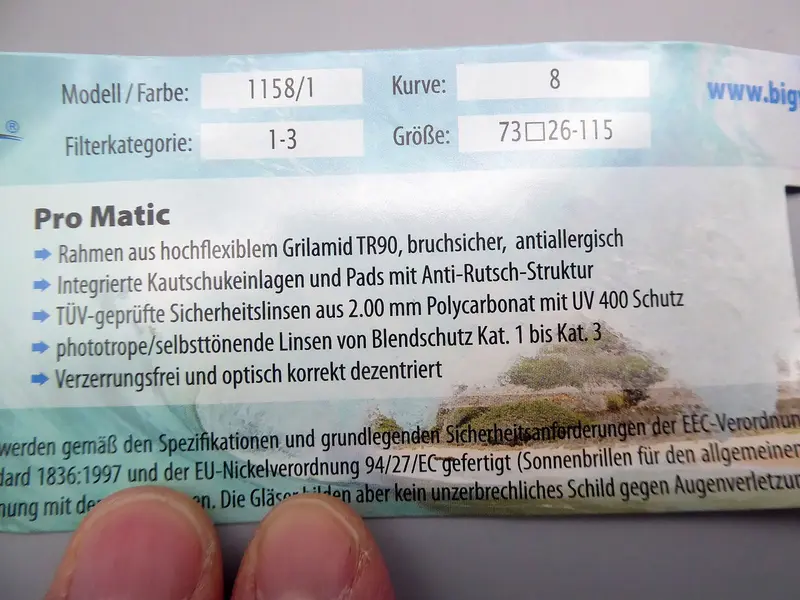 Modell / Farbe: 1158/1 Kurve: 8 www.big
®
Filterkategorie: 1-3 Größe: 73□26-115
Pro Matic
➡ Rahmen aus hochflexiblem Grilamid TR90, bruchsicher, antiallergisch
➡ Integrierte Kautschukeinlagen und Pads mit Anti-Rutsch-Struktur
➡ TÜV-geprüfte Sicherheitslinsen aus 2.00 mm Polycarbonat mit UV 400 Schutz
➡ phototrope/selbsttönende Linsen von Blendschutz Kat. 1 bis Kat. 3
➡ Verzerrungsfrei und optisch korrekt dezentriert
werden gemäß den Spezifikationen und grundlegenden Sicherheitsanforderungen der EEC-Verordnun
dard 1836:1997 und der EU-Nickelverordnung 94/27/EC gefertigt (Sonnenbrillen für den allgemeinen
nung mit de en. Die Gläser bilden aber kein unzerbrechliches Schild gegen Augenverletzu